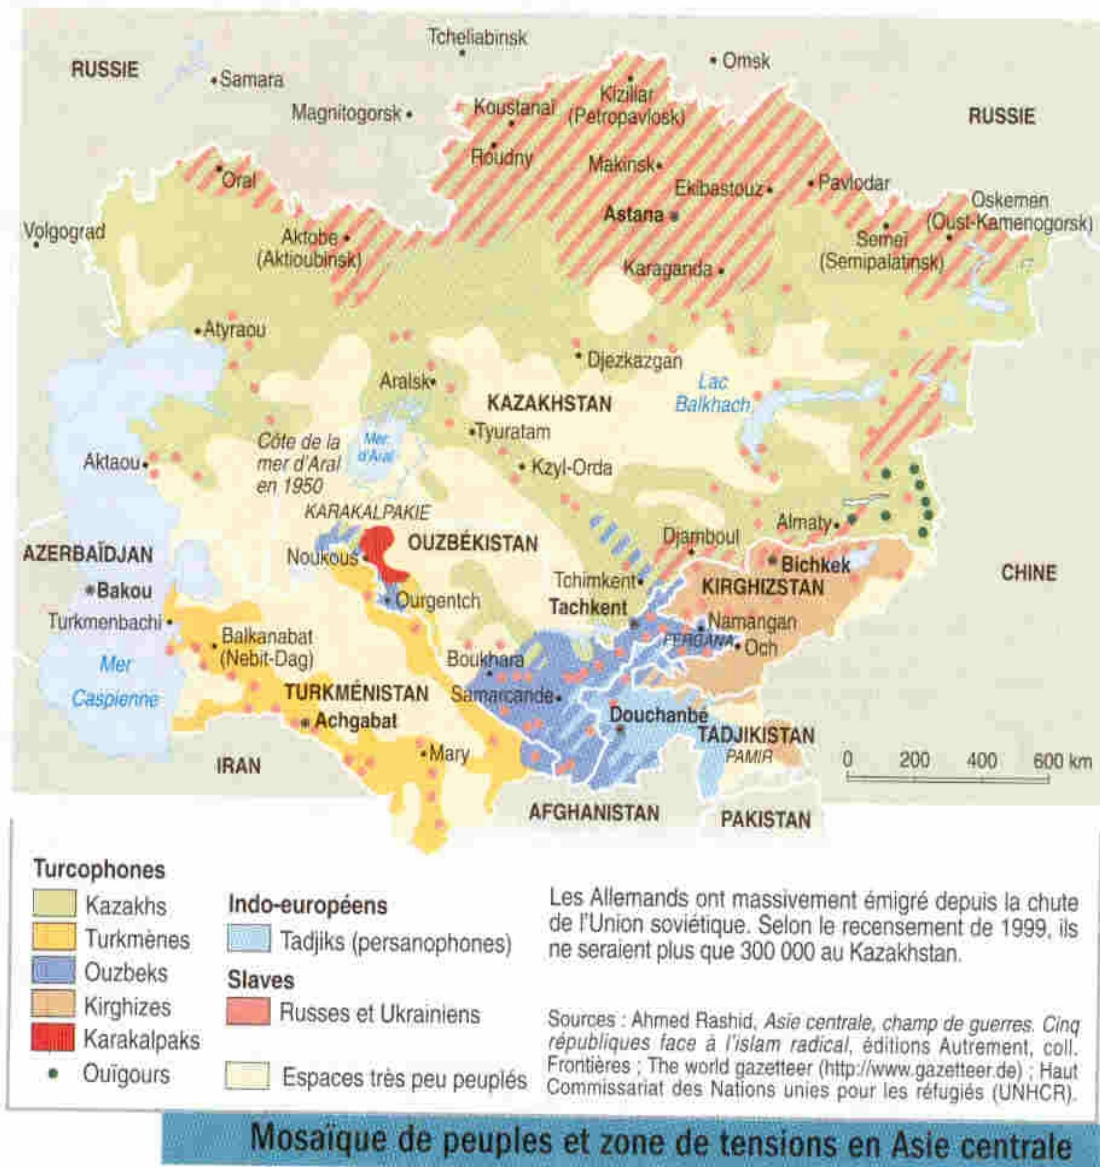 Tcheliabinsk
Omsk
RUSSIE
Samara
Kiziliar
(Petropavlosk)
Koustanaï
Magnitogorsk
RUSSIE
Roudny
Makinsk
Oral
Ekibastouz
Pavlodar
Oskemen
(Oust-Kamenogorsk)
Astana
Volgograd
Aktobe
(Aktioubinsk)
Semeï
(Semipalatinsk)
Karaganda
Atyraou
Djezkazgan
Aralsk
Lac
Balkhach
KAZAKHSTAN
Tyuratam
Côte de la
mer d'Aral
en 1950
Mer
d'Aral
Aktaou
Kzyl-Orda
KARAKALPAKIE
Almaty
Djamboul
AZERBAÏDJAN
Noukous
OUZBÉKISTAN
Bichkek
CHINE
Bakou
Tchimkent
KIRGHIZSTAN
Ourgentch
Tachkent
Turkmenbachi
Namangan
FERGANA
Och
Balkanabat
(Nebit-Dag)
Boukhara
Mer
Caspienne
TURKMÉNISTAN
Samarcande
Achgabat
Douchanbé
TADJIKISTAN
PAMIR
Mary
IRAN
0 200 400 600 km
AFGHANISTAN
PAKISTAN
Turcophones
Kazakhs
Turkmènes
Ouzbeks
Kirghizes
Karakalpaks
Ouïgours
Indo-européens
Tadjiks (persanophones)
Slaves
Russes et Ukrainiens
Espaces très peu peuplés
Les Allemands ont massivement émigré depuis la chute
de l'Union soviétique. Selon le recensement de 1999, ils
ne seraient plus que 300 000 au Kazakhstan.
Sources : Ahmed Rashid, Asie centrale, champ de guerres. Cinq
républiques face à l'islam radical, éditions Autrement, coll.
Frontières ; The world gazetteer (http://www.gazetteer.de) ; Haut
Commissariat des Nations unies pour les réfugiés (UNHCR).
Mosaïque de peuples et zone de tensions en Asie centrale